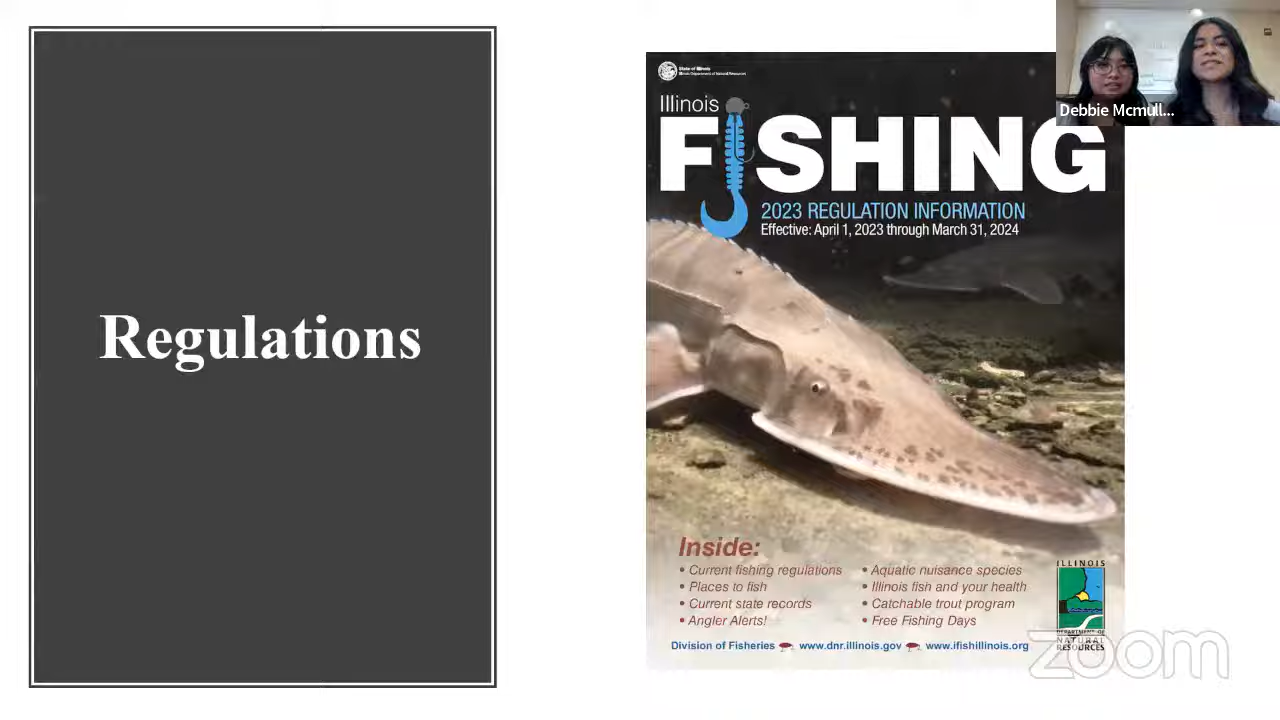 Regulations
State of Illinois
Illinois Department of Natural Resources
Illinois
FISHING
2023 REGULATION INFORMATION
Effective: April 1, 2023 through March 31, 2024
Inside:
• Current fishing regulations
• Places to fish
• Current state records
• Angler Alerts!
• Aquatic nuisance species
• Illinois fish and your health
• Catchable trout program
• Free Fishing Days
ILLINOIS
DEPARTMENT OF
NATURAL
RESOURCES
Division of Fisheries www.dnr.illinois.gov www.ifishillinois.org
Debbie Mcmull...
zoom